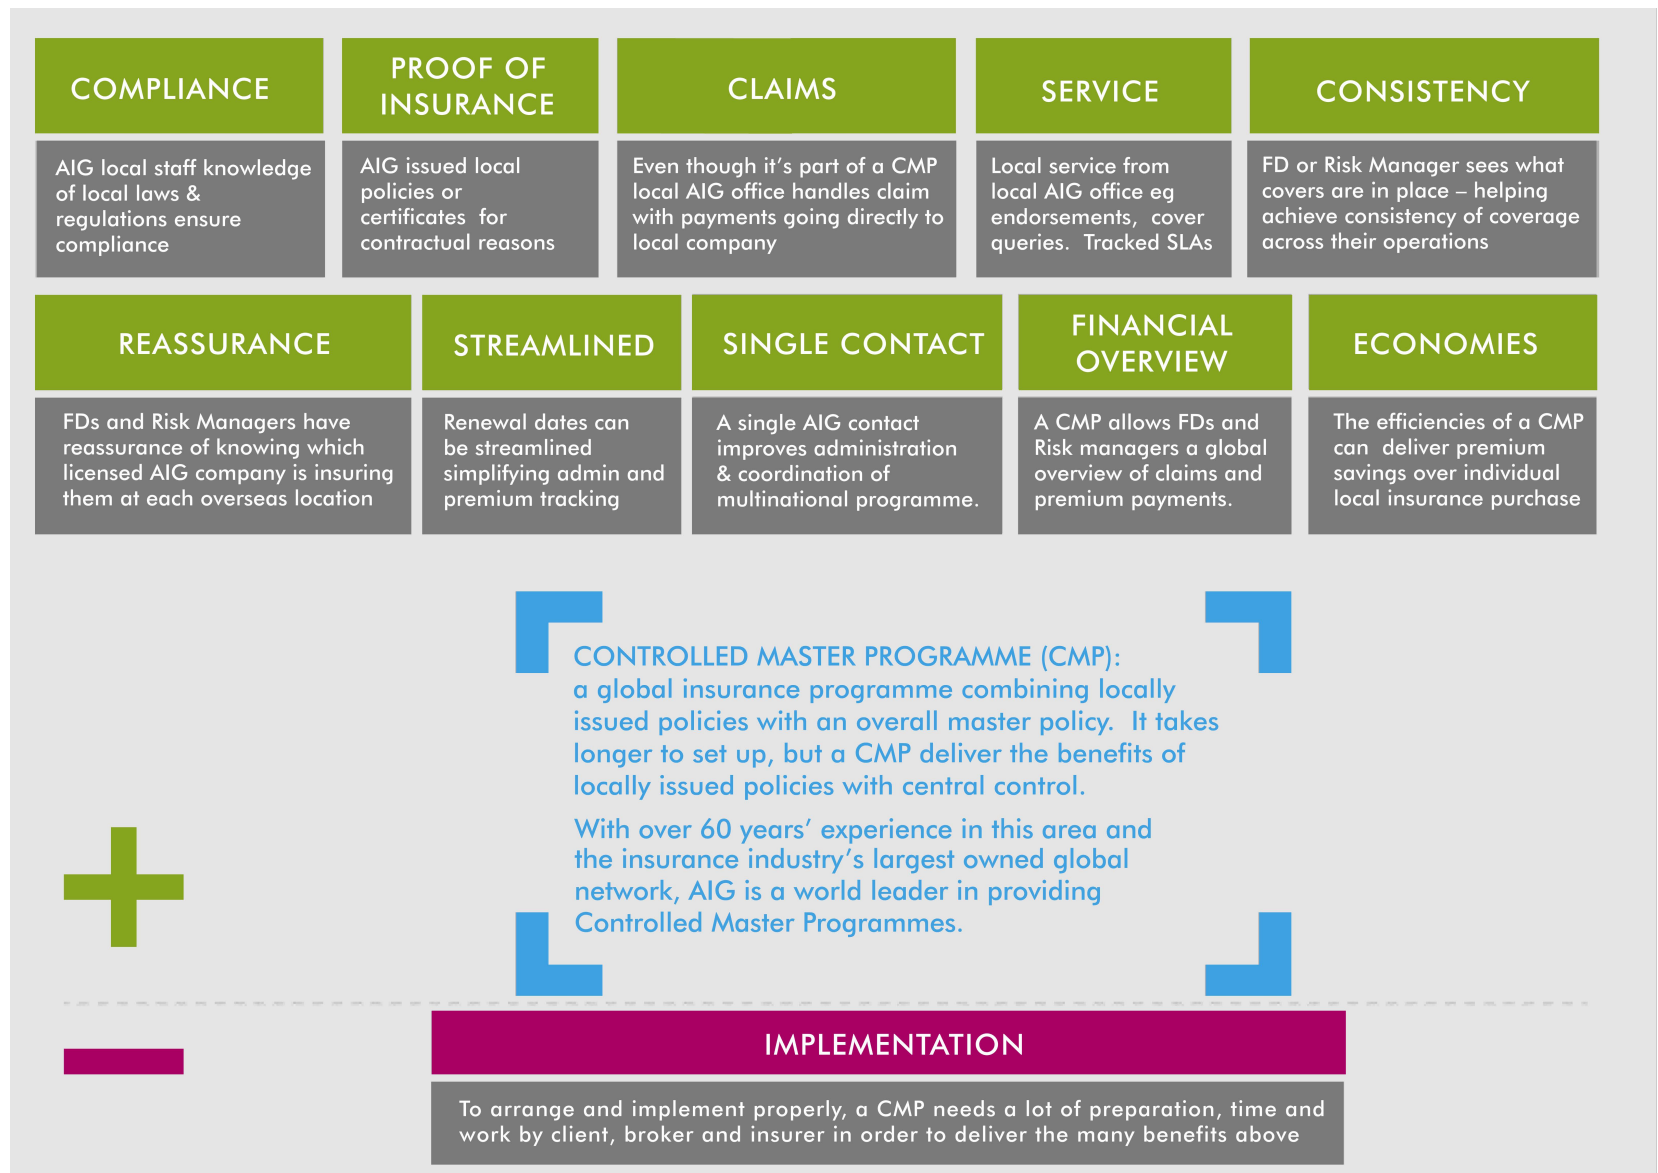 COMPLIANCE
AIG local staff knowledge
of local laws &
regulations ensure
compliance
PROOF OF
INSURANCE
AIG issued local
policies or
certificates for
contractual reasons
CLAIMS
Even though it's part of a CMP
local AIG office handles claim
with payments going directly to
local company
SERVICE
Local service from
local AIG office eg
endorsements, cover
queries. Tracked SLAs
CONSISTENCY
FD or Risk Manager sees what
covers are in place – helping
achieve consistency of coverage
across their operations
REASSURANCE
FDs and Risk Managers have
reassurance of knowing which
licensed AIG company is insuring
them at each overseas location
STREAMLINED
Renewal dates can
be streamlined
simplifying admin and
premium tracking
SINGLE CONTACT
A single AIG contact
improves administration
& coordination of
multinational programme.
FINANCIAL
OVERVIEW
A CMP allows FDs and
Risk managers a global
overview of claims and
premium payments.
ECONOMIES
The efficiencies of a CMP
can deliver premium
savings over individual
local insurance purchase
CONTROLLED MASTER PROGRAMME (CMP):
a global insurance programme combining locally
issued policies with an overall master policy. It takes
longer to set up, but a CMP deliver the benefits of
locally issued policies with central control.
With over 60 years' experience in this area and
the insurance industry's largest owned global
network, AIG is a world leader in providing
Controlled Master Programmes.
IMPLEMENTATION
To arrange and implement properly, a CMP needs a lot of preparation, time and
work by client, broker and insurer in order to deliver the many benefits above